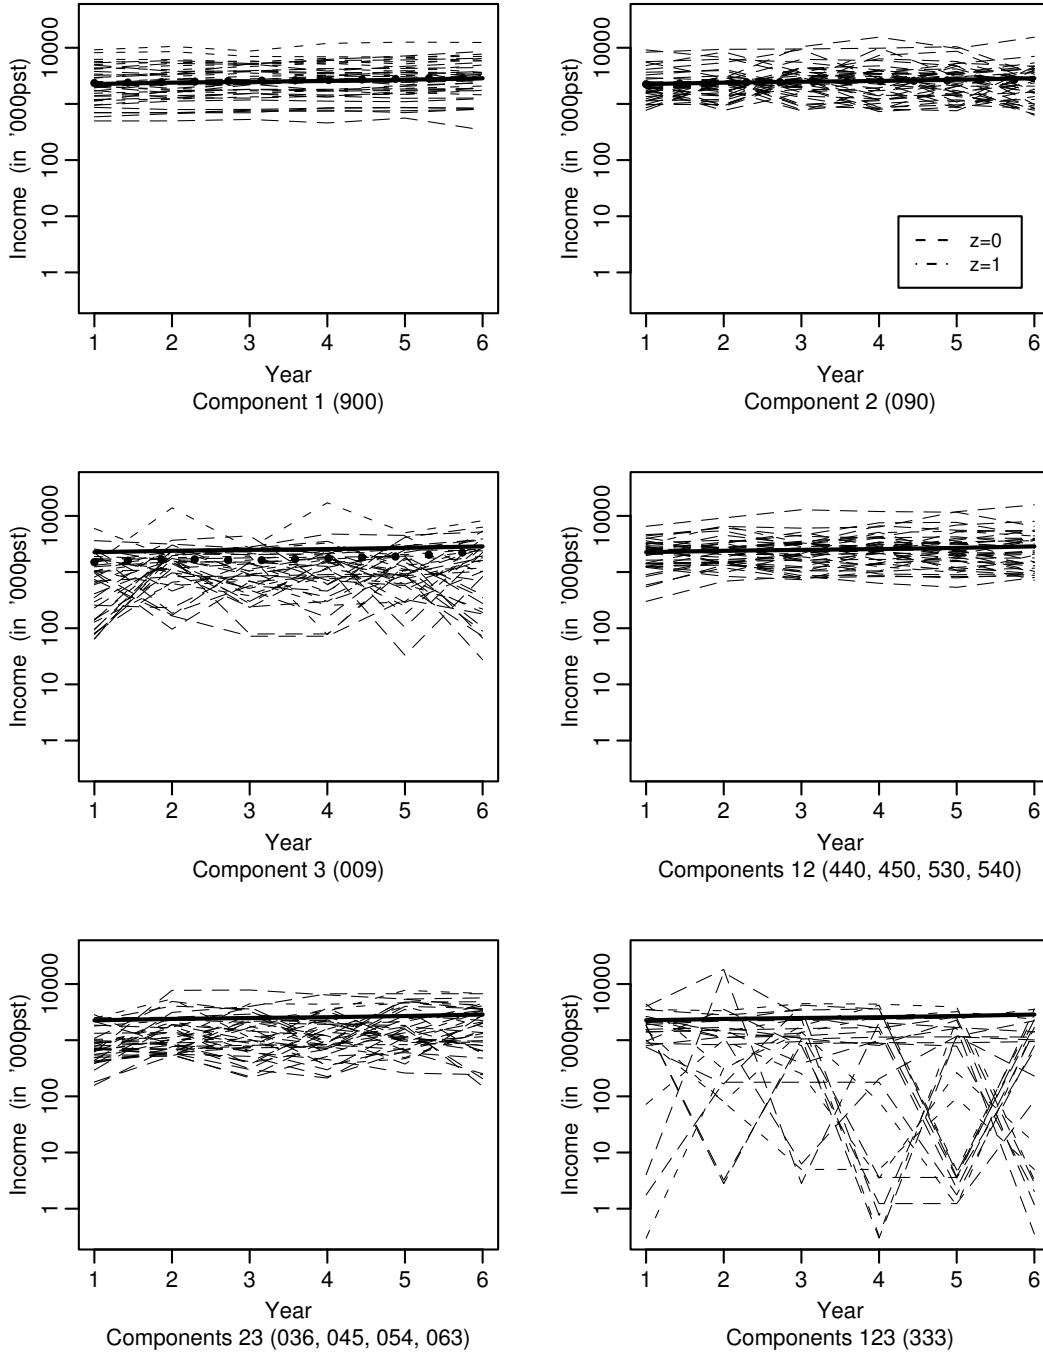 Income (in '000pst)
10000
100
10
1
1 2 3 4 5 6
Year
Component 1 (900)
Income (in '000pst)
10000
100
10
1
z=0
z=1
1 2 3 4 5 6
Year
Component 2 (090)
Income (in '000pst)
10000
100
10
1
1 2 3 4 5 6
Year
Component 3 (009)
Income (in '000pst)
10000
100
10
1
1 2 3 4 5 6
Year
Components 12 (440, 450, 530, 540)
Income (in '000pst)
10000
100
10
1
1 2 3 4 5 6
Year
Components 23 (036, 045, 054, 063)
Income (in '000pst)
10000
100
10
1
1 2 3 4 5 6
Year
Components 123 (333)